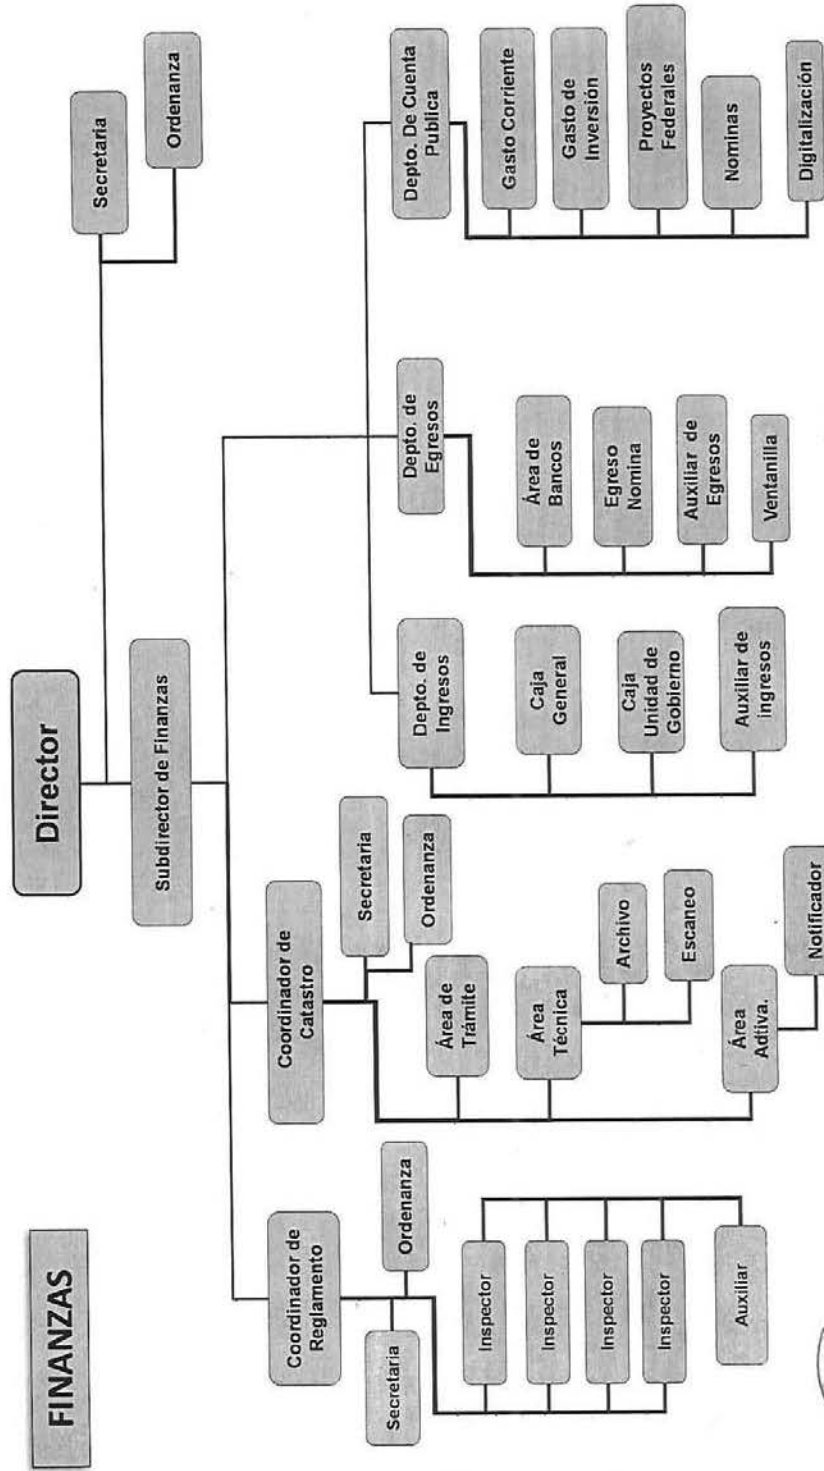 FINANZAS
Director
Secretaria
Ordenanza
Subdirector de Finanzas
Coordinador de
Reglamento
Secretaria
Ordenanza
Inspector
Inspector
Inspector
Inspector
Auxiliar
Coordinador de
Catastro
Secretaria
Ordenanza
Área de
Trámite
Área
Técnica
Archivo
Escaneo
Área
Adtiva.
Notificador
Depto. de
Ingresos
Caja
General
Caja
Unidad de
Gobierno
Auxiliar de
ingresos
Depto. de
Egresos
Área de
Bancos
Egreso
Nomina
Auxiliar de
Egresos
Ventanilla
Depto. De Cuenta
Publica
Gasto Corriente
Gasto de
Inversión
Proyectos
Federales
Nominas
Digitalización